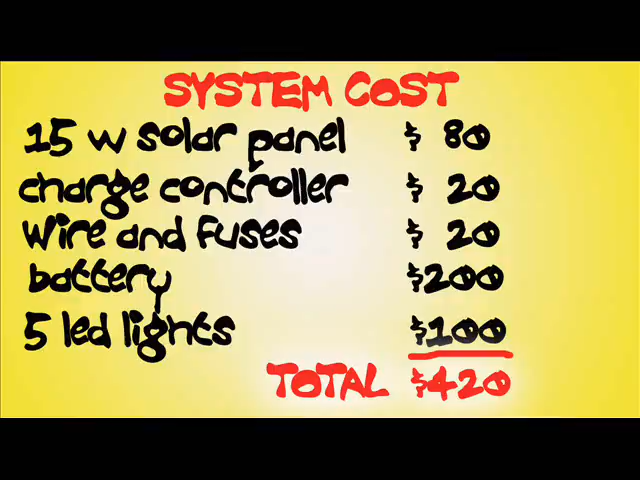 SYSTEM COST
15 w solar panel $ 80
charge controller $ 20
wire and fuses $ 20
battery $200
5 led lights $100
TOTAL $420